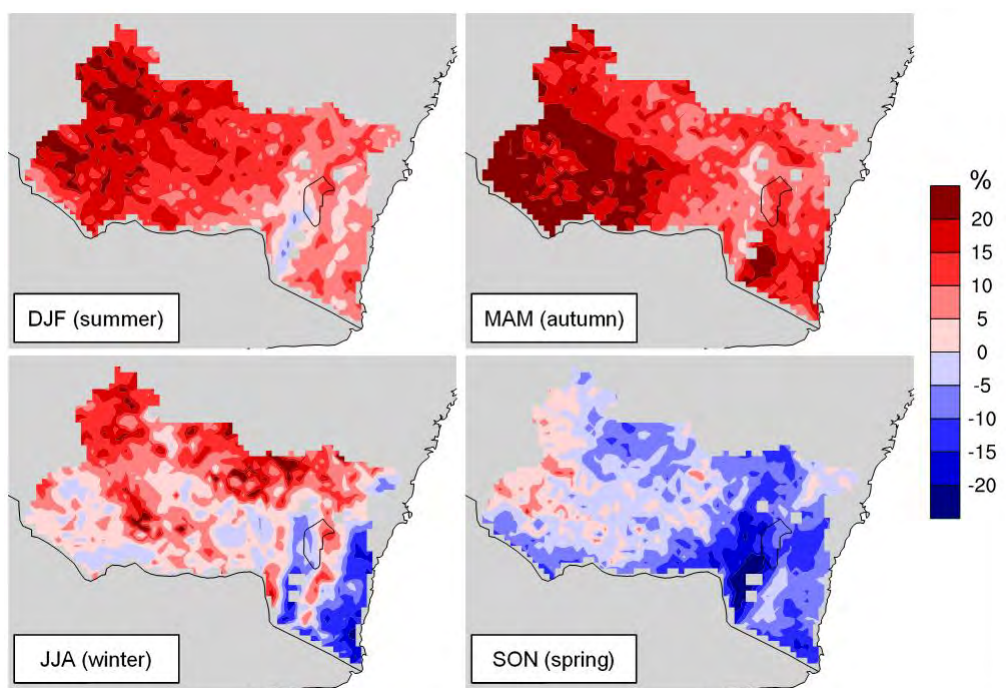 DJF (summer)
MAM (autumn)
%
20
15
10
5
0
-5
-10
-15
-20
JJA (winter)
SON (spring)